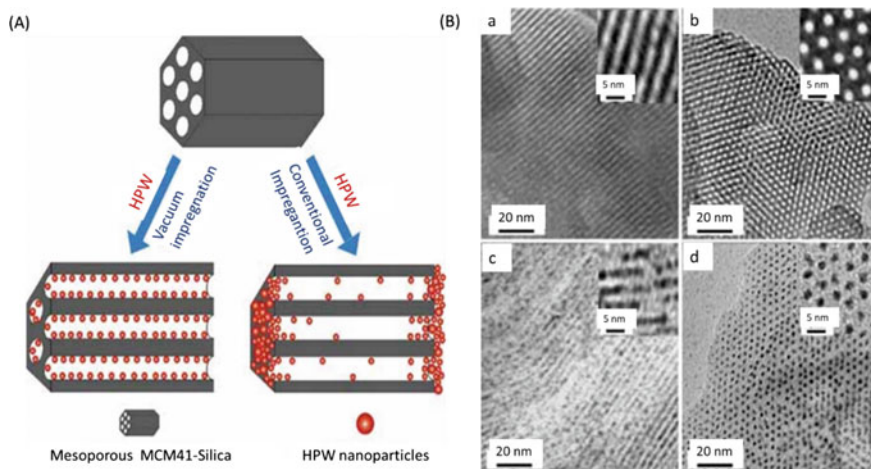 (A)
HPW
Vacuum
impregnation
HPW
Conventional
Impregantion
Mesoporous MCM41-Silica
HPW nanoparticles
(B)
a
5 nm
20 nm
b
5 nm
20 nm
c
5 nm
20 nm
d
5 nm
20 nm